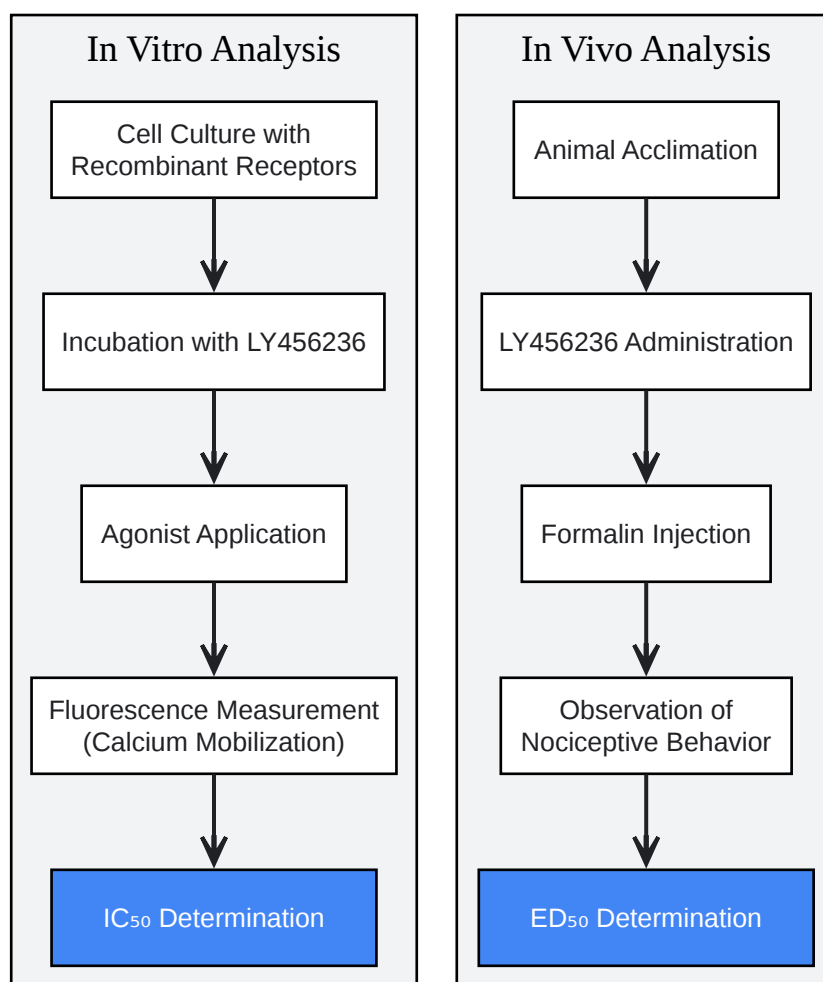 In Vitro Analysis
Cell Culture with
Recombinant Receptors
Incubation with LY456236
Agonist Application
Fluorescence Measurement
(Calcium Mobilization)
IC₅₀ Determination
In Vivo Analysis
Animal Acclimation
LY456236 Administration
Formalin Injection
Observation of
Nociceptive Behavior
ED₅₀ Determination